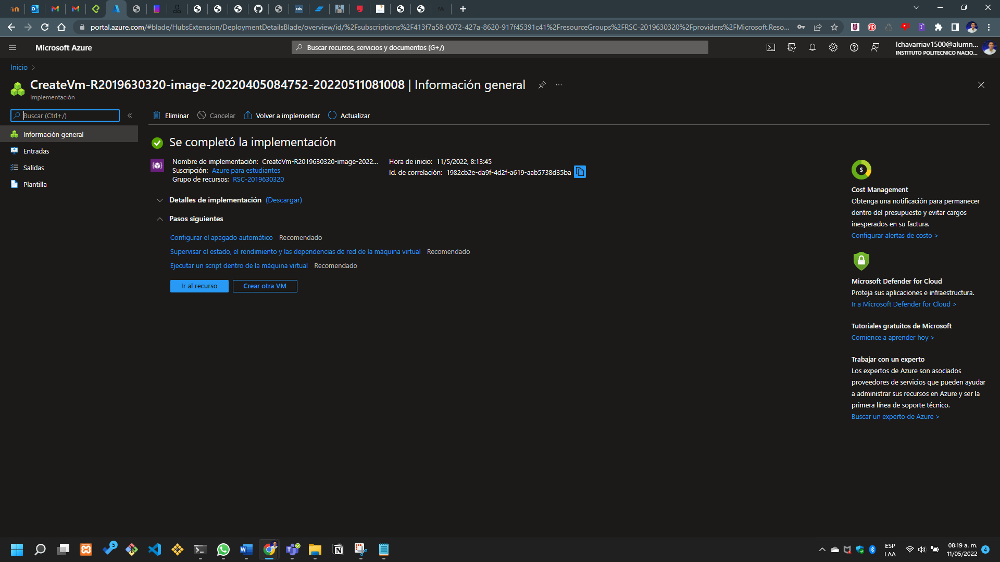 portal.azure.com/#blade/HubsExtension/DeploymentDetailsBlade/overview/id/%2Fsubscriptions%2F413f7a58-0072-427a-8620-917f45391c41%2FresourceGroups%2FRSC-2019630320%2Fproviders%2FMicrosoft.Reso...
Microsoft Azure
Buscar recursos, servicios y documentos (G+/)
lchavarriav1500@alumn...
INSTITUTO POLITECNICO NACIO...
Inicio
CreateVm-R2019630320-image-20220405084752-20220511081008 | Información general
Implementación
Buscar (Ctrl+/)
Eliminar
Cancelar
Volver a implementar
Actualizar
Información general
Entradas
Salidas
Plantilla
Se completó la implementación
Nombre de implementación: CreateVm-R2019630320-image-2022...
Suscripción: Azure para estudiantes
Grupo de recursos: RSC-2019630320
Hora de inicio: 11/5/2022, 8:13:45
Id. de correlación: 1982cb2e-da9f-4d2f-a619-aab5738d35ba
Detalles de implementación (Descargar)
Pasos siguientes
Configurar el apagado automático Recomendado
Supervisar el estado, el rendimiento y las dependencias de red de la máquina virtual Recomendado
Ejecutar un script dentro de la máquina virtual Recomendado
Ir al recurso
Crear otra VM
Cost Management
Obtenga una notificación para permanecer
dentro del presupuesto y evitar cargos
inesperados en su factura.
Configurar alertas de costo >
Microsoft Defender for Cloud
Proteja sus aplicaciones e infraestructura.
Ir a Microsoft Defender for Cloud >
Tutoriales gratuitos de Microsoft
Comience a aprender hoy >
Trabajar con un experto
Los expertos de Azure son asociados
proveedores de servicios que pueden ayudar
a administrar sus recursos en Azure y ser la
primera línea de soporte técnico.
Buscar un experto de Azure >
5
ESP
LAA
08:19 a. m.
11/05/2022
4